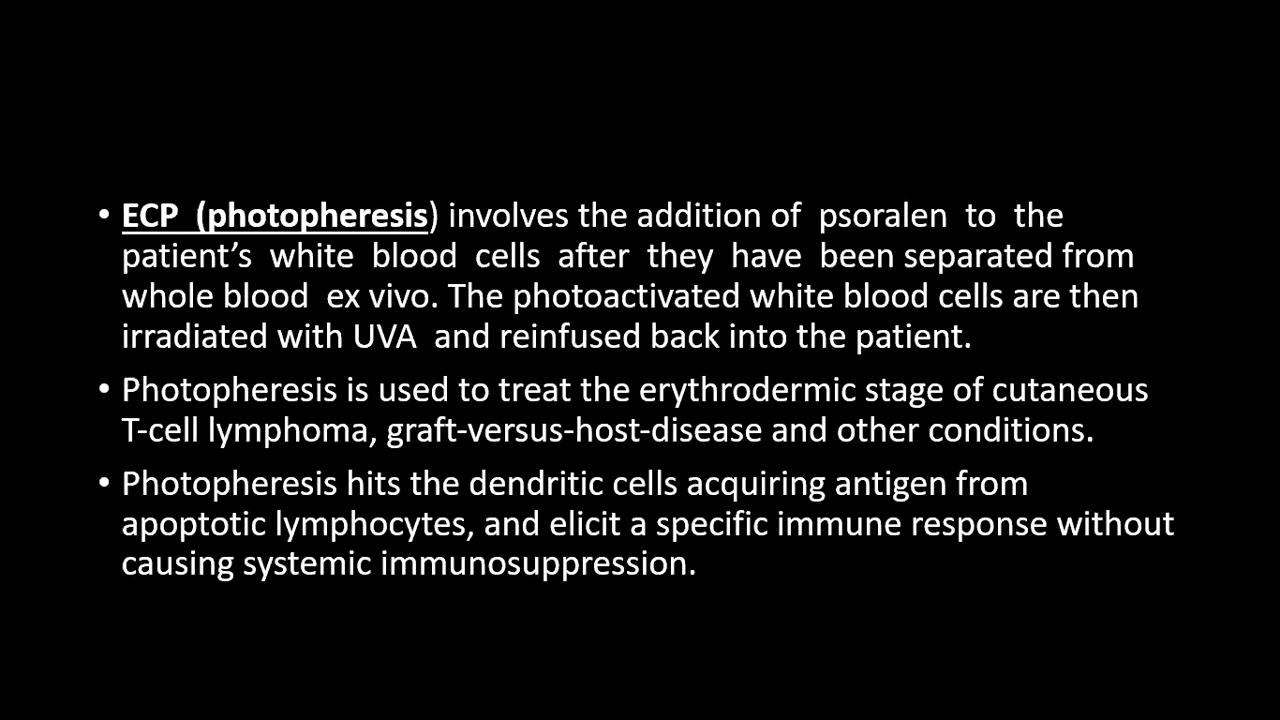 • ECP (photopheresis) involves the addition of psoralen to the
patient’s white blood cells after they have been separated from
whole blood ex vivo. The photoactivated white blood cells are then
irradiated with UVA and reinfused back into the patient.
• Photopheresis is used to treat the erythrodermic stage of cutaneous
T-cell lymphoma, graft-versus-host-disease and other conditions.
• Photopheresis hits the dendritic cells acquiring antigen from
apoptotic lymphocytes, and elicit a specific immune response without
causing systemic immunosuppression.